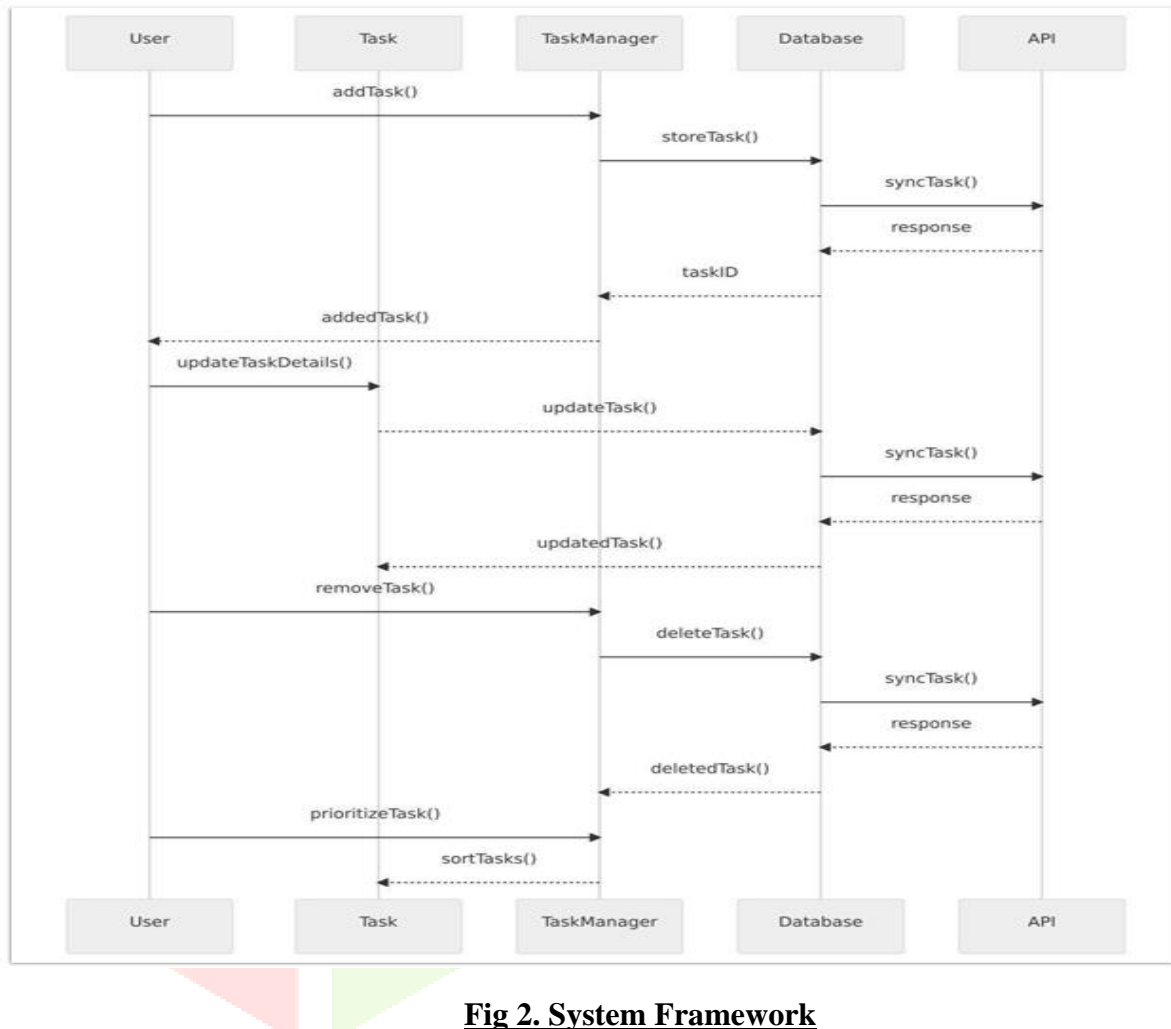 User Task TaskManager Database API
addTask()
storeTask()
syncTask()
response
taskID
addedTask()
updateTaskDetails()
updateTask()
syncTask()
response
updatedTask()
removeTask()
deleteTask()
syncTask()
response
deletedTask()
prioritizeTask()
sortTasks()
User Task TaskManager Database API
Fig 2. System Framework